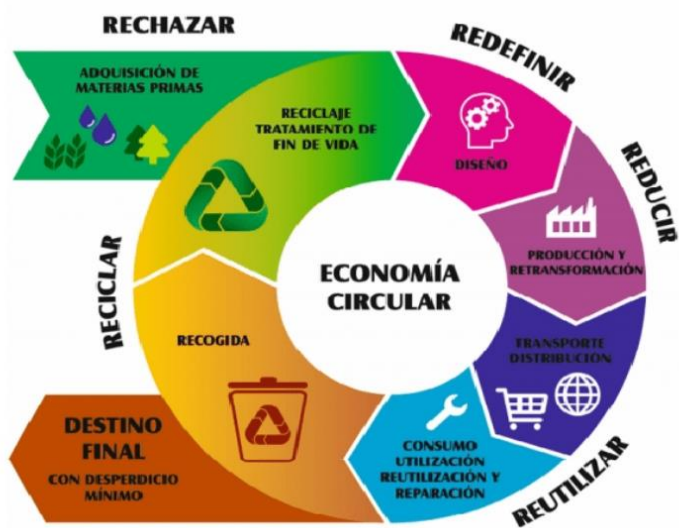 RECHAZAR
ADQUISICIÓN DE
MATERIAS PRIMAS
RECICLAJE
TRATAMIENTO DE
FIN DE VIDA
REDEFINIR
DISEÑO
REDUCIR
PRODUCCIÓN Y
RETRANSFORMACIÓN
ECONOMÍA
CIRCULAR
TRANSPORTE
DISTRIBUCIÓN
REUTILIZAR
CONSUMO
UTILIZACIÓN
REUTILIZACIÓN Y
REPARACIÓN
RECICLAR
RECOGIDA
DESTINO
FINAL
CON DESPERDICIO
MÍNIMO